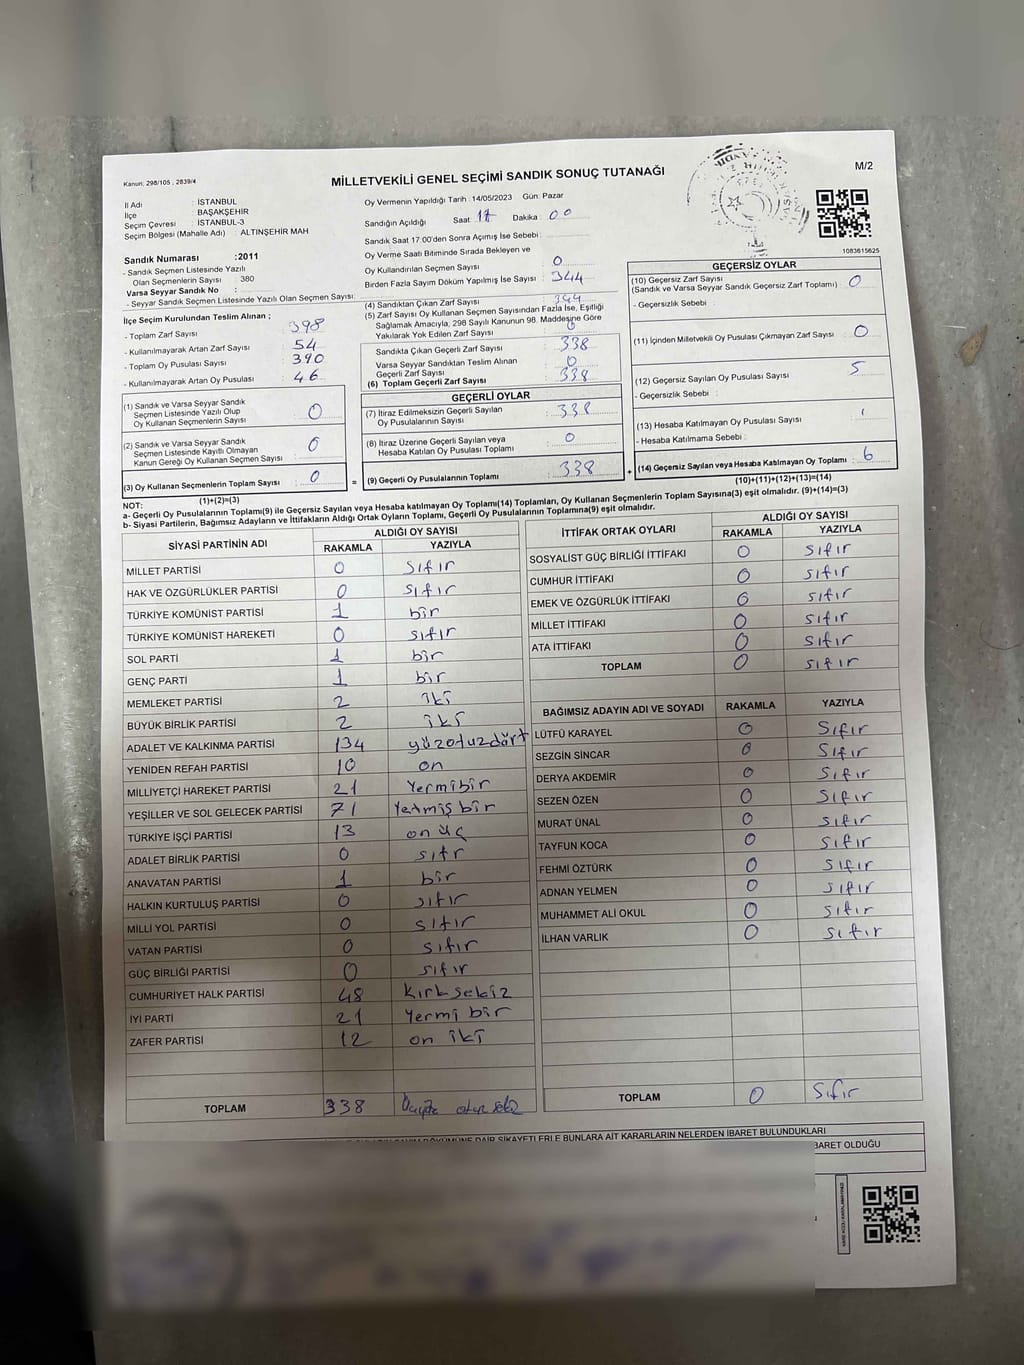 Kanun: 298/105 , 2839/4
MİLLETVEKİLİ GENEL SEÇİMİ SANDIK SONUÇ TUTANAĞI
M/2
İl Adı : İSTANBUL
İlçe : BAŞAKŞEHİR
Seçim Çevresi : İSTANBUL-3
Seçim Bölgesi (Mahalle Adı) : ALTINŞEHİR MAH
Sandık Numarası :2011
- Sandık Seçmen Listesinde Yazılı
Olan Seçmenlerin Sayısı : 380
Varsa Seyyar Sandık No :
- Seyyar Sandık Seçmen Listesinde Yazılı Olan Seçmen Sayısı:
İlçe Seçim Kurulundan Teslim Alınan ;
- Toplam Zarf Sayısı : 398
- Kullanılmayarak Artan Zarf Sayısı : 54
- Toplam Oy Pusulası Sayısı : 390
- Kullanılmayarak Artan Oy Pusulası : 46
(1) Sandık ve Varsa Seyyar Sandık
Seçmen Listesinde Yazılı Olup
Oy Kullanan Seçmenlerin Sayısı : 0
(2) Sandık ve Varsa Seyyar Sandık
Seçmen Listesinde Kayıtlı Olmayan
Kanun Gereği Oy Kullanan Seçmen Sayısı : 0
(3) Oy Kullanan Seçmenlerin Toplam Sayısı : 0
(1)+(2)=(3)
Oy Vermenin Yapıldığı Tarih : 14/05/2023 Gün: Pazar
Sandığın Açıldığı Saat : 17 Dakika : 00
Sandık Saat 17:00'den Sonra Açmış İse Sebebi :
Oy Verme Saati Bitiminde Sırada Bekleyen ve
Oy Kullandırılan Seçmen Sayısı : 0
Birden Fazla Sayım Döküm Yapılmış İse Sayısı : 344
(4) Sandıktan Çıkan Zarf Sayısı : 344
(5) Zarf Sayısı Oy Kullanan Seçmen Sayısından Fazla İse, Eşitliği
Sağlamak Amacıyla, 298 Sayılı Kanunun 98. Maddesine Göre
Yakılarak Yok Edilen Zarf Sayısı : 0
Sandıkta Çıkan Geçerli Zarf Sayısı : 338
Varsa Seyyar Sandıktan Teslim Alınan
Geçerli Zarf Sayısı : 0
(6) Toplam Geçerli Zarf Sayısı : 338
GEÇERLİ OYLAR
(7) İtiraz Edilmeksizin Geçerli Sayılan
Oy Pusulalarının Sayısı : 338
(8) İtiraz Üzerine Geçerli Sayılan veya
Hesaba Katılan Oy Pusulası Toplamı : 0
= (9) Geçerli Oy Pusulalarının Toplamı : 338
1083615625
GEÇERSİZ OYLAR
(10) Geçersiz Zarf Sayısı
(Sandık ve Varsa Seyyar Sandık Geçersiz Zarf Toplamı) : 0
- Geçersizlik Sebebi :
(11) İçinden Milletvekili Oy Pusulası Çıkmayan Zarf Sayısı : 0
(12) Geçersiz Sayılan Oy Pusulası Sayısı : 5
- Geçersizlik Sebebi :
(13) Hesaba Katılmayan Oy Pusulası Sayısı : 1
- Hesaba Katılmama Sebebi :
+ (14) Geçersiz Sayılan veya Hesaba Katılmayan Oy Toplamı : 6
(10)+(11)+(12)+(13)=(14)
NOT:
a- Geçerli Oy Pusulalarının Toplamı(9) ile Geçersiz Sayılan veya Hesaba katılmayan Oy Toplamı(14) Toplamları, Oy Kullanan Seçmenlerin Toplam Sayısına(3) eşit olmalıdır. (9)+(14)=(3)
b- Siyasi Partilerin, Bağımsız Adayların ve İttifakların Aldığı Ortak Oyların Toplamı, Geçerli Oy Pusulalarının Toplamına(9) eşit olmalıdır.
SİYASİ PARTİNİN ADI ALDIĞI OY SAYISI
RAKAMLA YAZIYLA
MİLLET PARTİSİ 0 Sıfır
HAK VE ÖZGÜRLÜKLER PARTİSİ 0 sıfır
TÜRKİYE KOMÜNİST PARTİSİ 1 bir
TÜRKİYE KOMÜNİST HAREKETİ 0 sıfır
SOL PARTİ 1 bir
GENÇ PARTİ 1 bir
MEMLEKET PARTİSİ 2 iki
BÜYÜK BİRLİK PARTİSİ 2 iki
ADALET VE KALKINMA PARTİSİ 134 yüzotuzdört
YENİDEN REFAH PARTİSİ 10 on
MİLLİYETÇİ HAREKET PARTİSİ 21 Yermibir
YEŞİLLER VE SOL GELECEK PARTİSİ 71 Yetmiş bir
TÜRKİYE İŞÇİ PARTİSİ 13 on üç
ADALET BİRLİK PARTİSİ 0 sıfr
ANAVATAN PARTİSİ 1 bir
HALKIN KURTULUŞ PARTİSİ 0 sıfır
MİLLİ YOL PARTİSİ 0 sıfır
VATAN PARTİSİ 0 sıfır
GÜÇ BİRLİĞİ PARTİSİ 0 sıfır
CUMHURİYET HALK PARTİSİ 48 kırk sekiz
İYİ PARTİ 21 Yermi bir
ZAFER PARTİSİ 12 on iki
TOPLAM 338
İTTİFAK ORTAK OYLARI ALDIĞI OY SAYISI
RAKAMLA YAZIYLA
SOSYALİST GÜÇ BİRLİĞİ İTTİFAKI 0 Sıfır
CUMHUR İTTİFAKI 0 sıfır
EMEK VE ÖZGÜRLÜK İTTİFAKI 0 sıfır
MİLLET İTTİFAKI 0 sıfır
ATA İTTİFAKI 0 sıfır
TOPLAM 0 sıfır
BAĞIMSIZ ADAYIN ADI VE SOYADI RAKAMLA YAZIYLA
LÜTFÜ KARAYEL 0 Sıfır
SEZGİN SİNCAR 0 Sıfır
DERYA AKDEMİR 0 Sıfır
SEZEN ÖZEN 0 Sıfır
MURAT ÜNAL 0 Sıfır
TAYFUN KOCA 0 Sıfır
FEHMİ ÖZTÜRK 0 Sıfır
ADNAN YELMEN 0 Sıfır
MUHAMMET ALİ OKUL 0 Sıfır
İLHAN VARLIK 0 Sıfır
TOPLAM 0 Sıfır
DÖKÜMÜNE DAİR ŞİKAYETLERLE BUNLARA AİT KARARLARIN NELERDEN İBARET BULUNDUKLARI
İBARET OLDUĞU